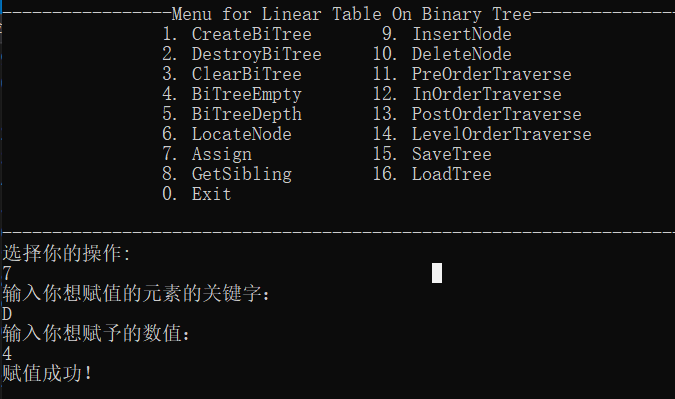 -----------------Menu for Linear Table On Binary Tree-----------------
1. CreateBiTree      9. InsertNode
2. DestroyBiTree     10. DeleteNode
3. ClearBiTree       11. PreOrderTraverse
4. BiTreeEmpty       12. InOrderTraverse
5. BiTreeDepth       13. PostOrderTraverse
6. LocateNode        14. LevelOrderTraverse
7. Assign            15. SaveTree
8. GetSibling        16. LoadTree
0. Exit
--------------------------------------------------------------------
选择你的操作:
7
输入你想赋值的元素的关键字:
D
输入你想赋予的数值:
4
赋值成功!